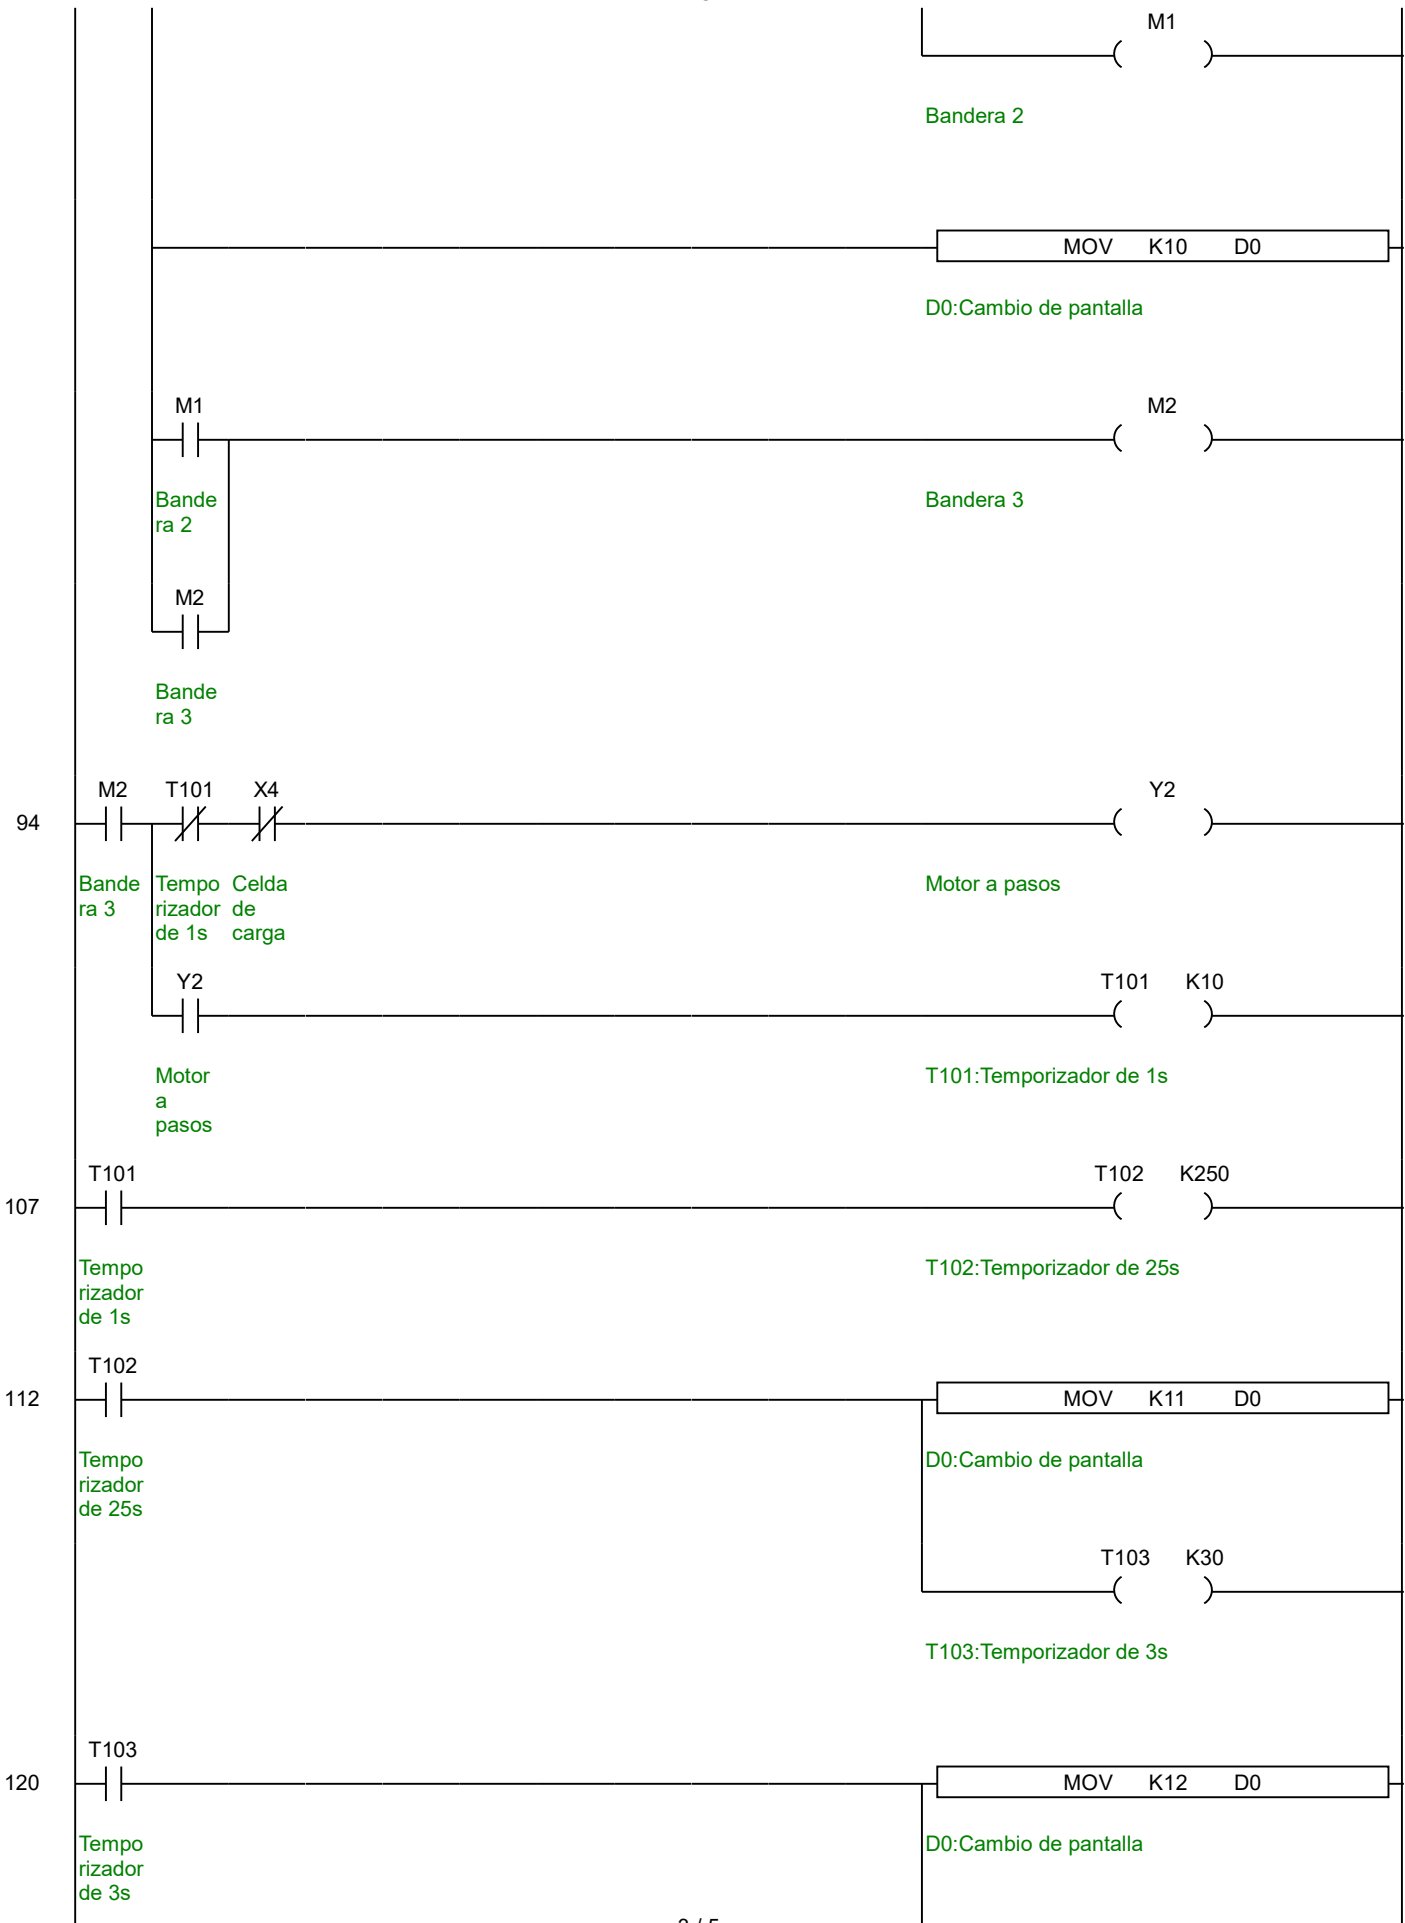 M1
Bandera 2
MOV K10 D0
D0:Cambio de pantalla
M1 M2
Bande
ra 2
Bandera 3
M2
Bande
ra 3
M2 T101 X4 Y2
94
Bande
ra 3
Tempo
rizador
de 1s
Celda
de
carga
Motor a pasos
Y2 T101 K10
Motor
a
pasos
T101:Temporizador de 1s
T101 T102 K250
107
Tempo
rizador
de 1s
T102:Temporizador de 25s
T102
112 MOV K11 D0
Tempo
rizador
de 25s
D0:Cambio de pantalla
T103 K30
T103:Temporizador de 3s
T103
120 MOV K12 D0
Tempo
rizador
de 3s
D0:Cambio de pantalla